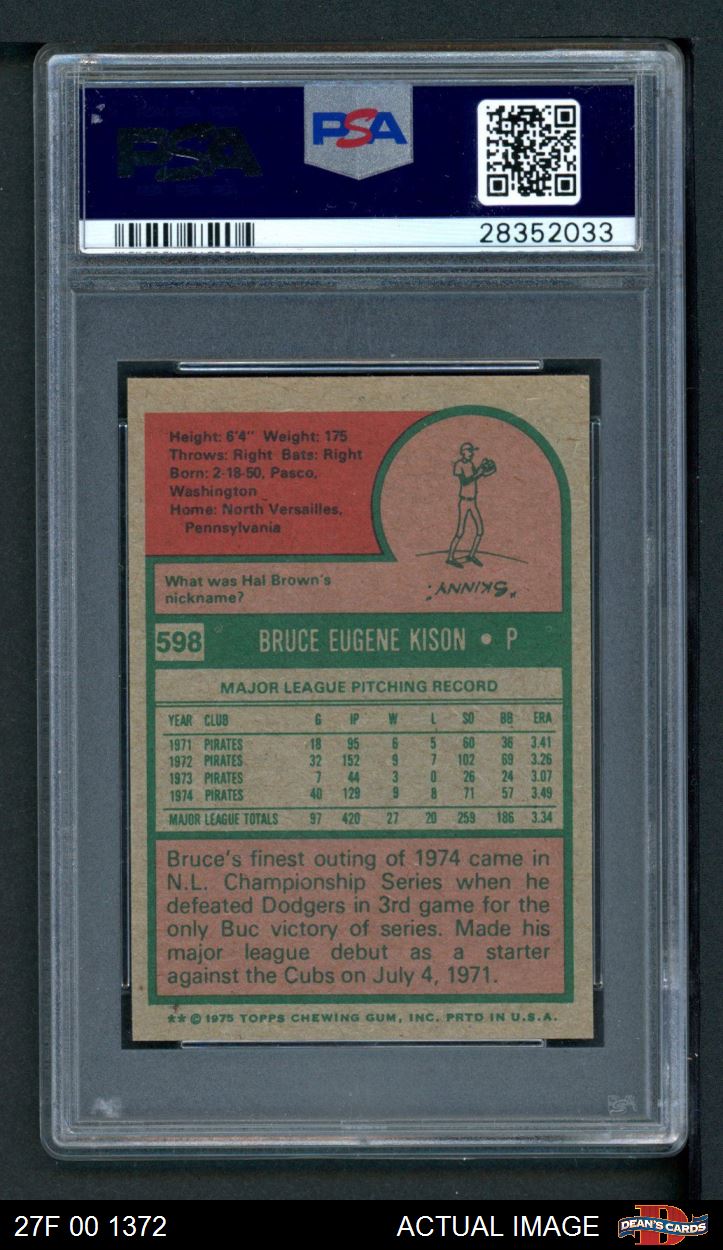 PSA
PSA
28352033
Height: 6'4" Weight: 175
Throws: Right Bats: Right
Born: 2-18-50, Pasco,
Washington
Home: North Versailles,
Pennsylvania
What was Hal Brown's
nickname?
"SKINNY."
598 BRUCE EUGENE KISON • P
MAJOR LEAGUE PITCHING RECORD
YEAR CLUB G IP W L SO BB ERA
1971 PIRATES 18 95 6 5 60 36 3.41
1972 PIRATES 32 152 9 7 102 69 3.26
1973 PIRATES 7 44 3 0 26 24 3.07
1974 PIRATES 40 129 9 8 71 57 3.49
MAJOR LEAGUE TOTALS 97 420 27 20 259 186 3.34
Bruce's finest outing of 1974 came in
N.L. Championship Series when he
defeated Dodgers in 3rd game for the
only Buc victory of series. Made his
major league debut as a starter
against the Cubs on July 4, 1971.
** © 1975 TOPPS CHEWING GUM, INC. PRTD IN U.S.A.
PSA
27F 00 1372 ACTUAL IMAGE DEAN'S CARDS